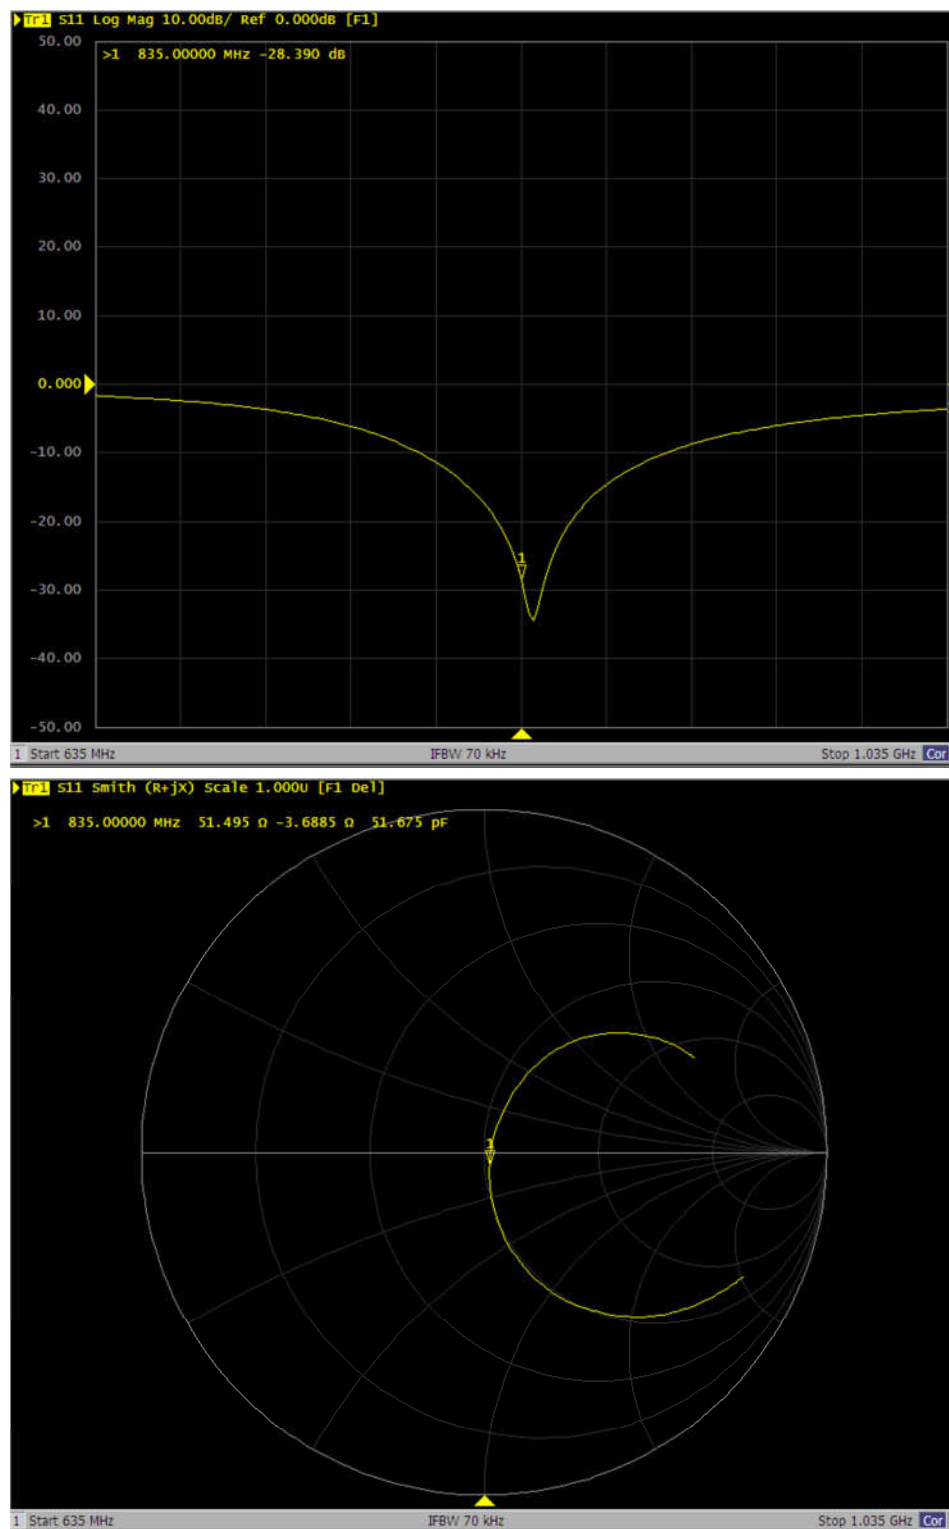 Tr1 S11 Log Mag 10.00dB/ Ref 0.000dB [F1]
50.00
>1 835.00000 MHz -28.390 dB
40.00
30.00
20.00
10.00
0.000
-10.00
-20.00
1
-30.00
-40.00
-50.00
1 Start 635 MHz IFBW 70 kHz Stop 1.035 GHz Cor
Tr1 S11 Smith (R+jX) Scale 1.000U [F1 Del]
>1 835.00000 MHz 51.495 Ω -3.6885 Ω 51.675 pF
1
1 Start 635 MHz IFBW 70 kHz Stop 1.035 GHz Cor